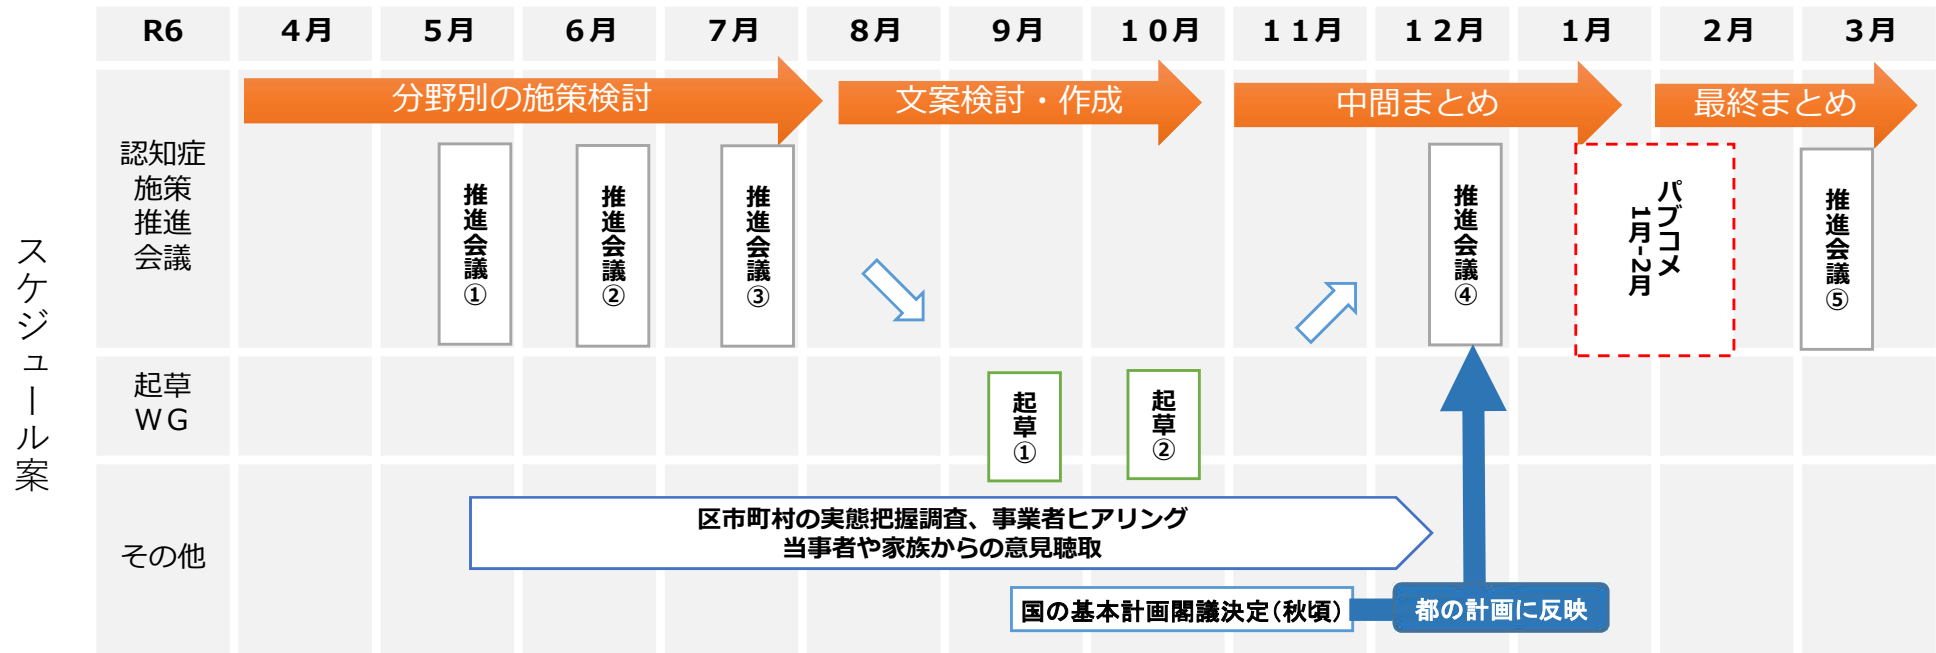 スケジュール案
R6
4月
5月
6月
7月
8月
9月
10月
11月
12月
1月
2月
3月
認知症
施策
推進
会議
分野別の施策検討
文案検討・作成
中間まとめ
最終まとめ
推進会議①
推進会議②
推進会議③
推進会議④
パブコメ
1月-2月
推進会議⑤
起草
WG
起草①
起草②
その他
区市町村の実態把握調査、事業者ヒアリング
当事者や家族からの意見聴取
国の基本計画閣議決定(秋頃)
都の計画に反映